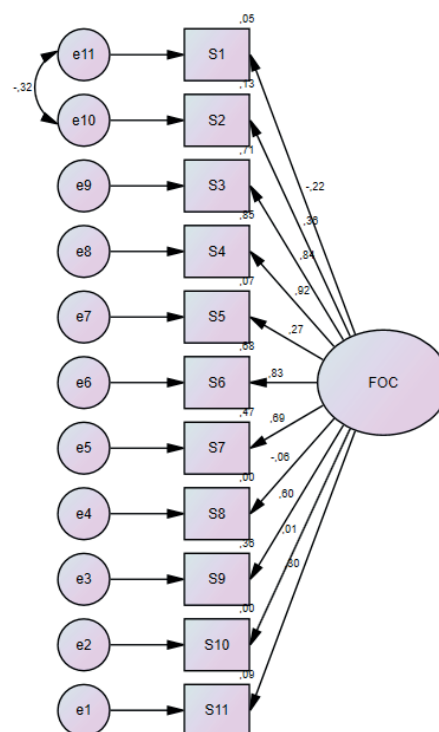 ,05
e11
S1
-,32
,13
e10
S2
,71
e9
S3
-,22
,36
,85
,84
e8
S4
,07
,92
e7
S5
,27
,68
e6
S6
,83
FOC
,47
,69
e5
S7
-,06
,00
e4
S8
,60
,36
,01
e3
S9
,30
,00
e2
S10
,09
e1
S11